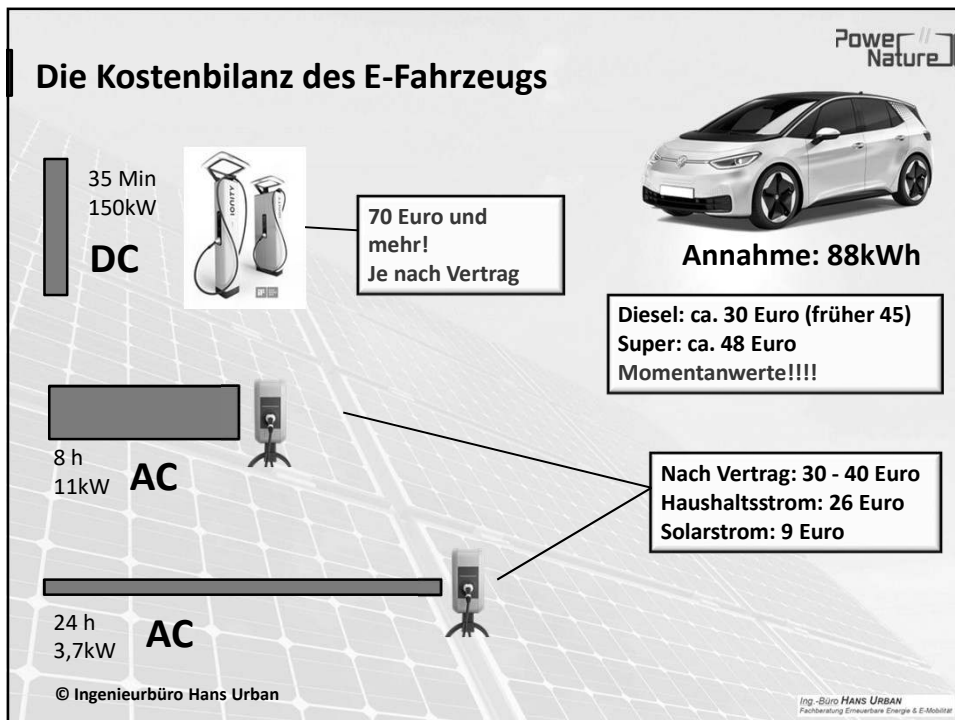 Power
Nature
Die Kostenbilanz des E-Fahrzeugs
35 Min
150kW
DC
IONITY
70 Euro und
mehr!
Je nach Vertrag
Annahme: 88kWh
Diesel: ca. 30 Euro (früher 45)
Super: ca. 48 Euro
Momentanwerte!!!!
8 h
11kW
AC
Nach Vertrag: 30 - 40 Euro
Haushaltsstrom: 26 Euro
Solarstrom: 9 Euro
24 h
3,7kW
AC
© Ingenieurbüro Hans Urban
Ing.-Büro HANS URBAN
Fachberatung Erneuerbare Energie & E-Mobilität